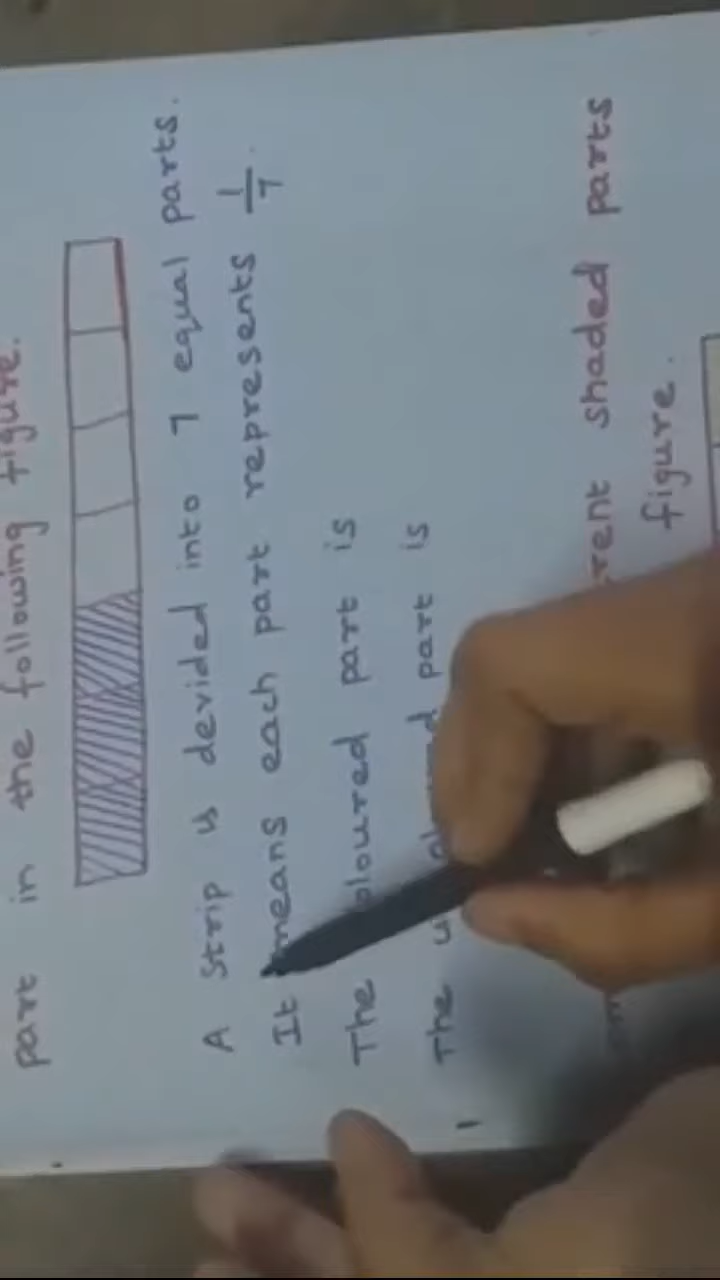 part in the following figure.
A strip is devided into 7 equal parts.
It means each part represents 1/7.
The coloured part is
The part is
shaded parts
figure.